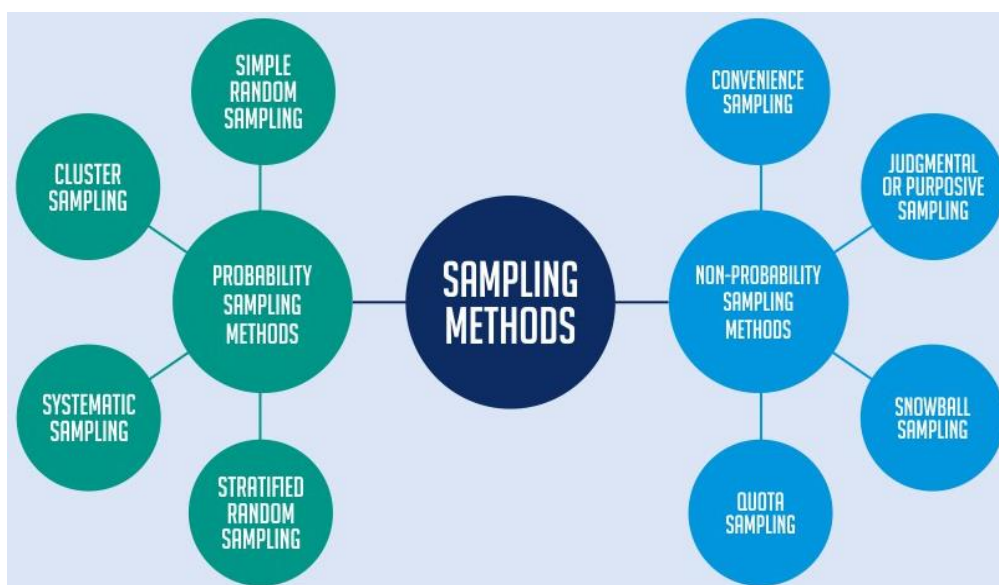 SIMPLE
RANDOM
SAMPLING
CLUSTER
SAMPLING
PROBABILITY
SAMPLING
METHODS
SYSTEMATIC
SAMPLING
STRATIFIED
RANDOM
SAMPLING
SAMPLING
METHODS
CONVENIENCE
SAMPLING
JUDGMENTAL
OR PURPOSIVE
SAMPLING
NON-PROBABILITY
SAMPLING
METHODS
SNOWBALL
SAMPLING
QUOTA
SAMPLING